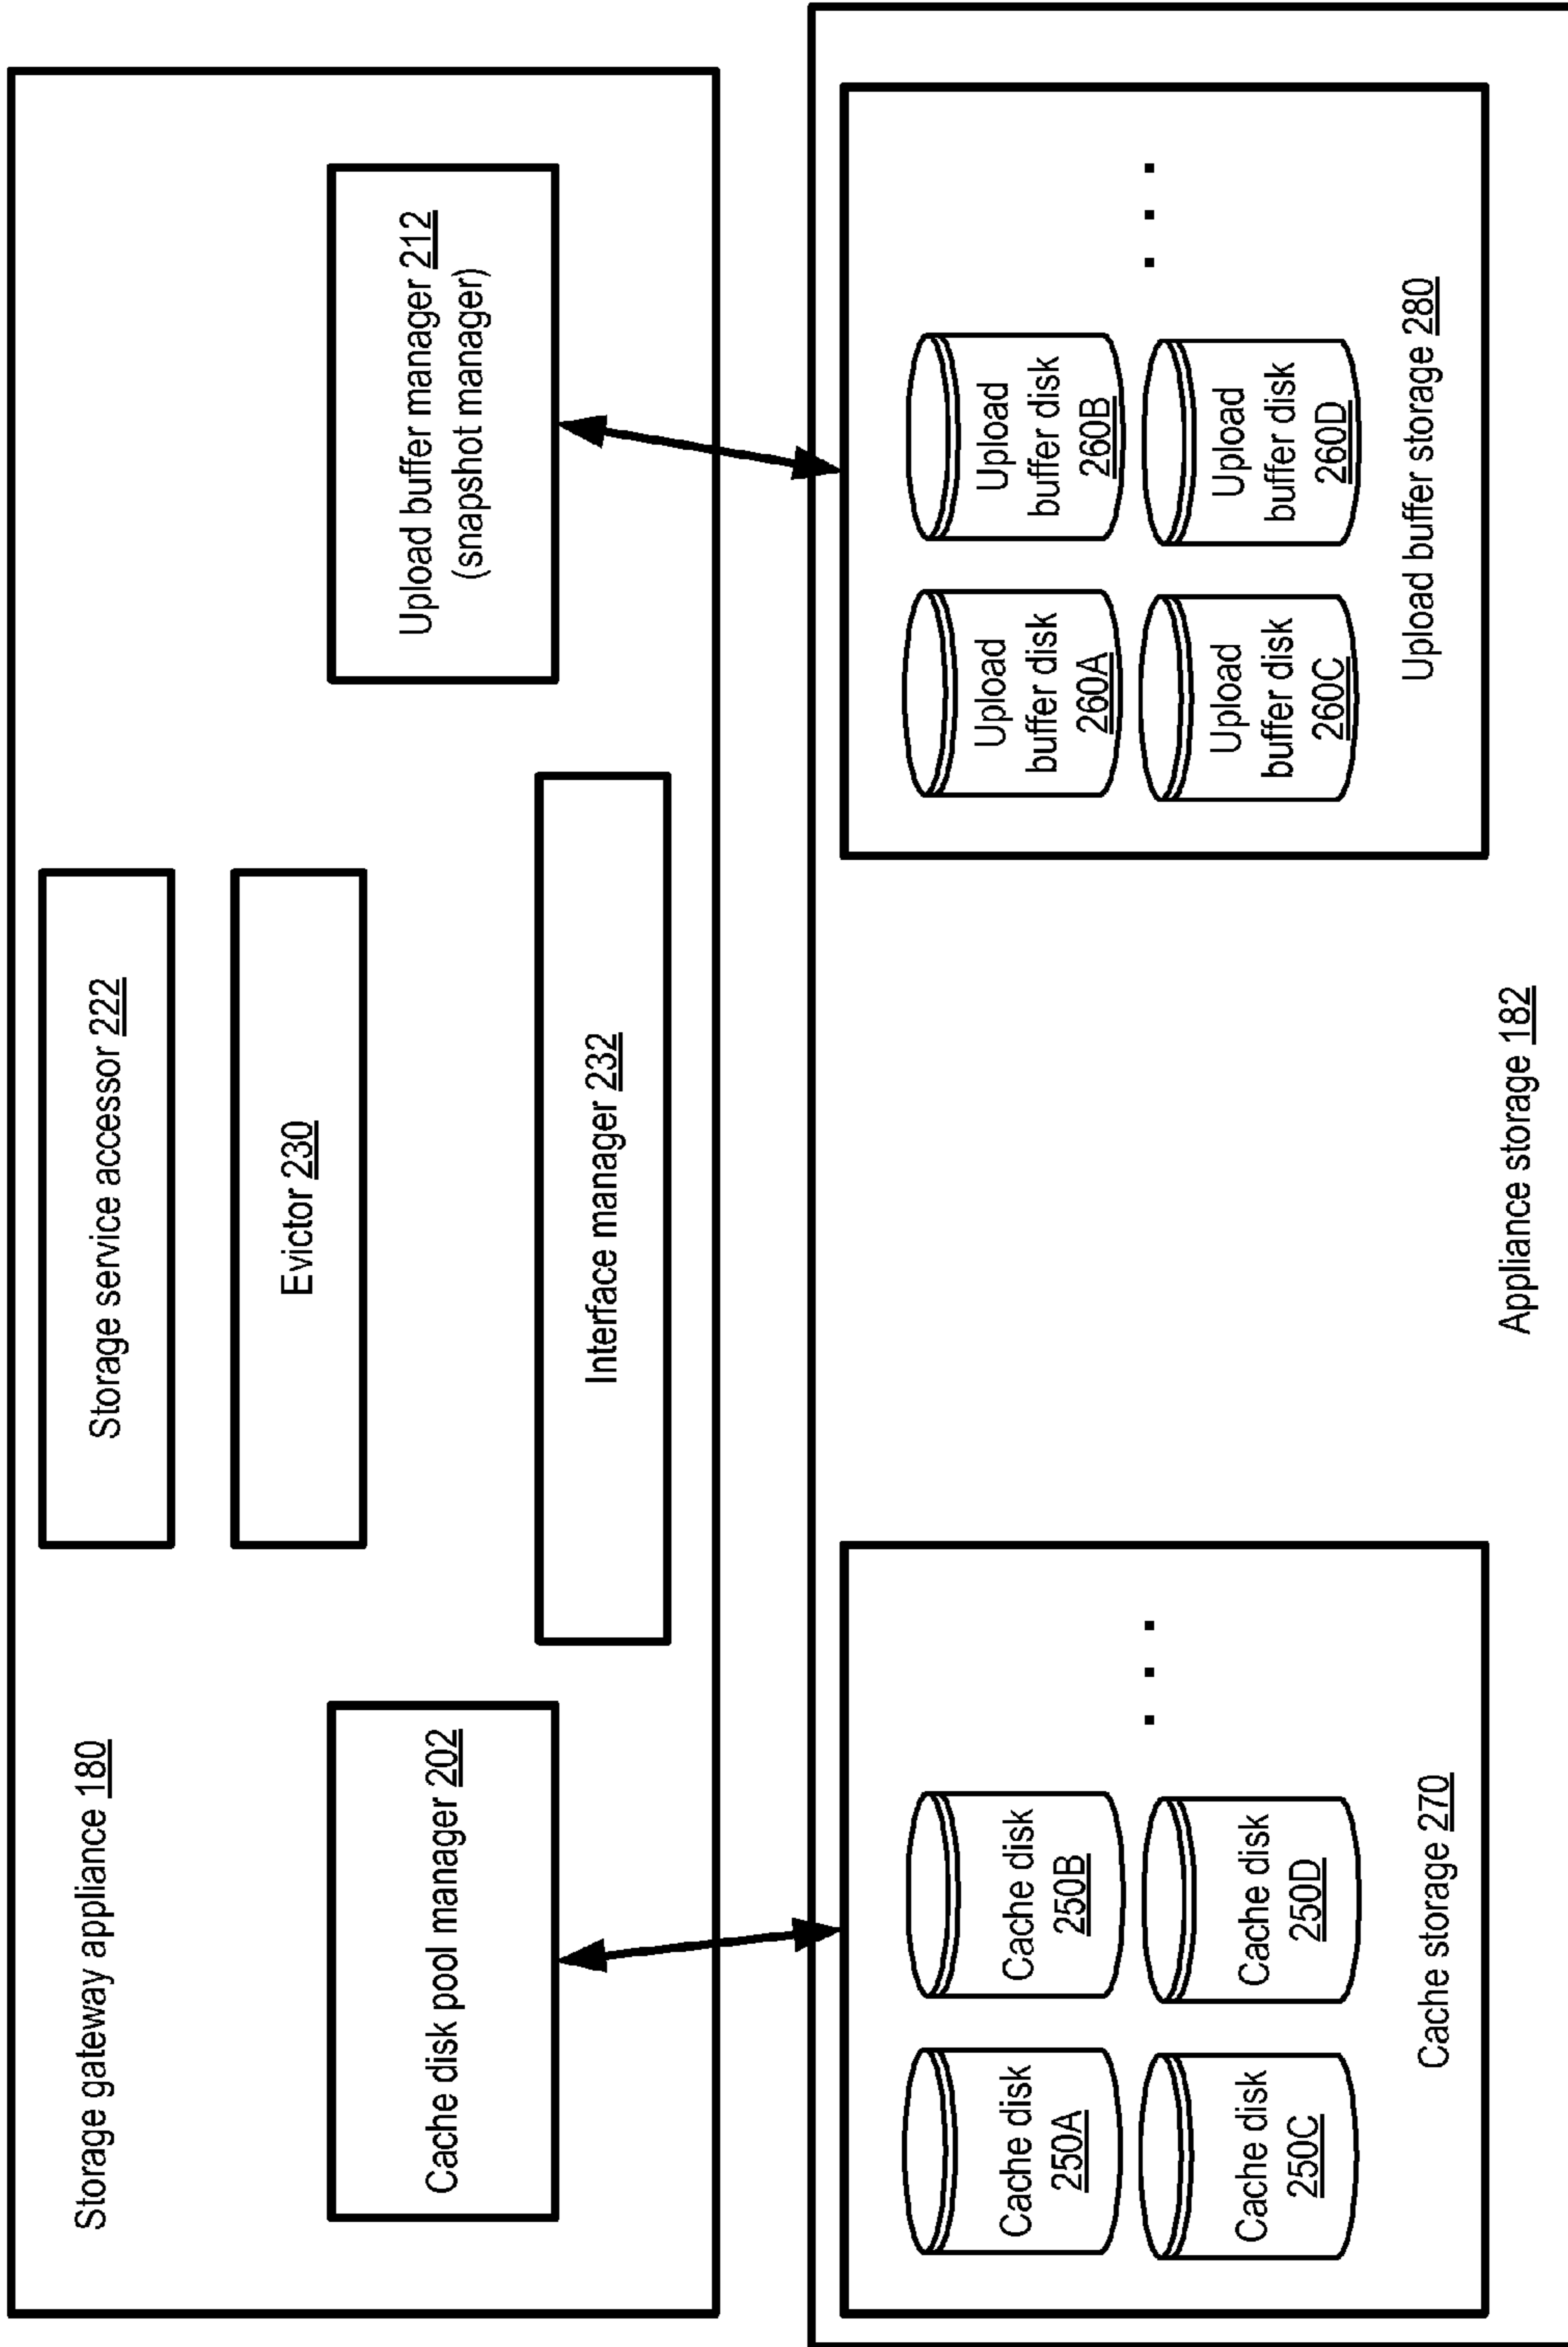 Storage gateway appliance 180
Storage service accessor 222
Evictor 230
Cache disk pool manager 202
Interface manager 232
Upload buffer manager 212
(snapshot manager)
Cache disk
250A
Cache disk
250B
Cache disk
250C
Cache disk
250D
. . .
Cache storage 270
Upload
buffer disk
260A
Upload
buffer disk
260B
Upload
buffer disk
260C
Upload
buffer disk
260D
. . .
Upload buffer storage 280
Appliance storage 182